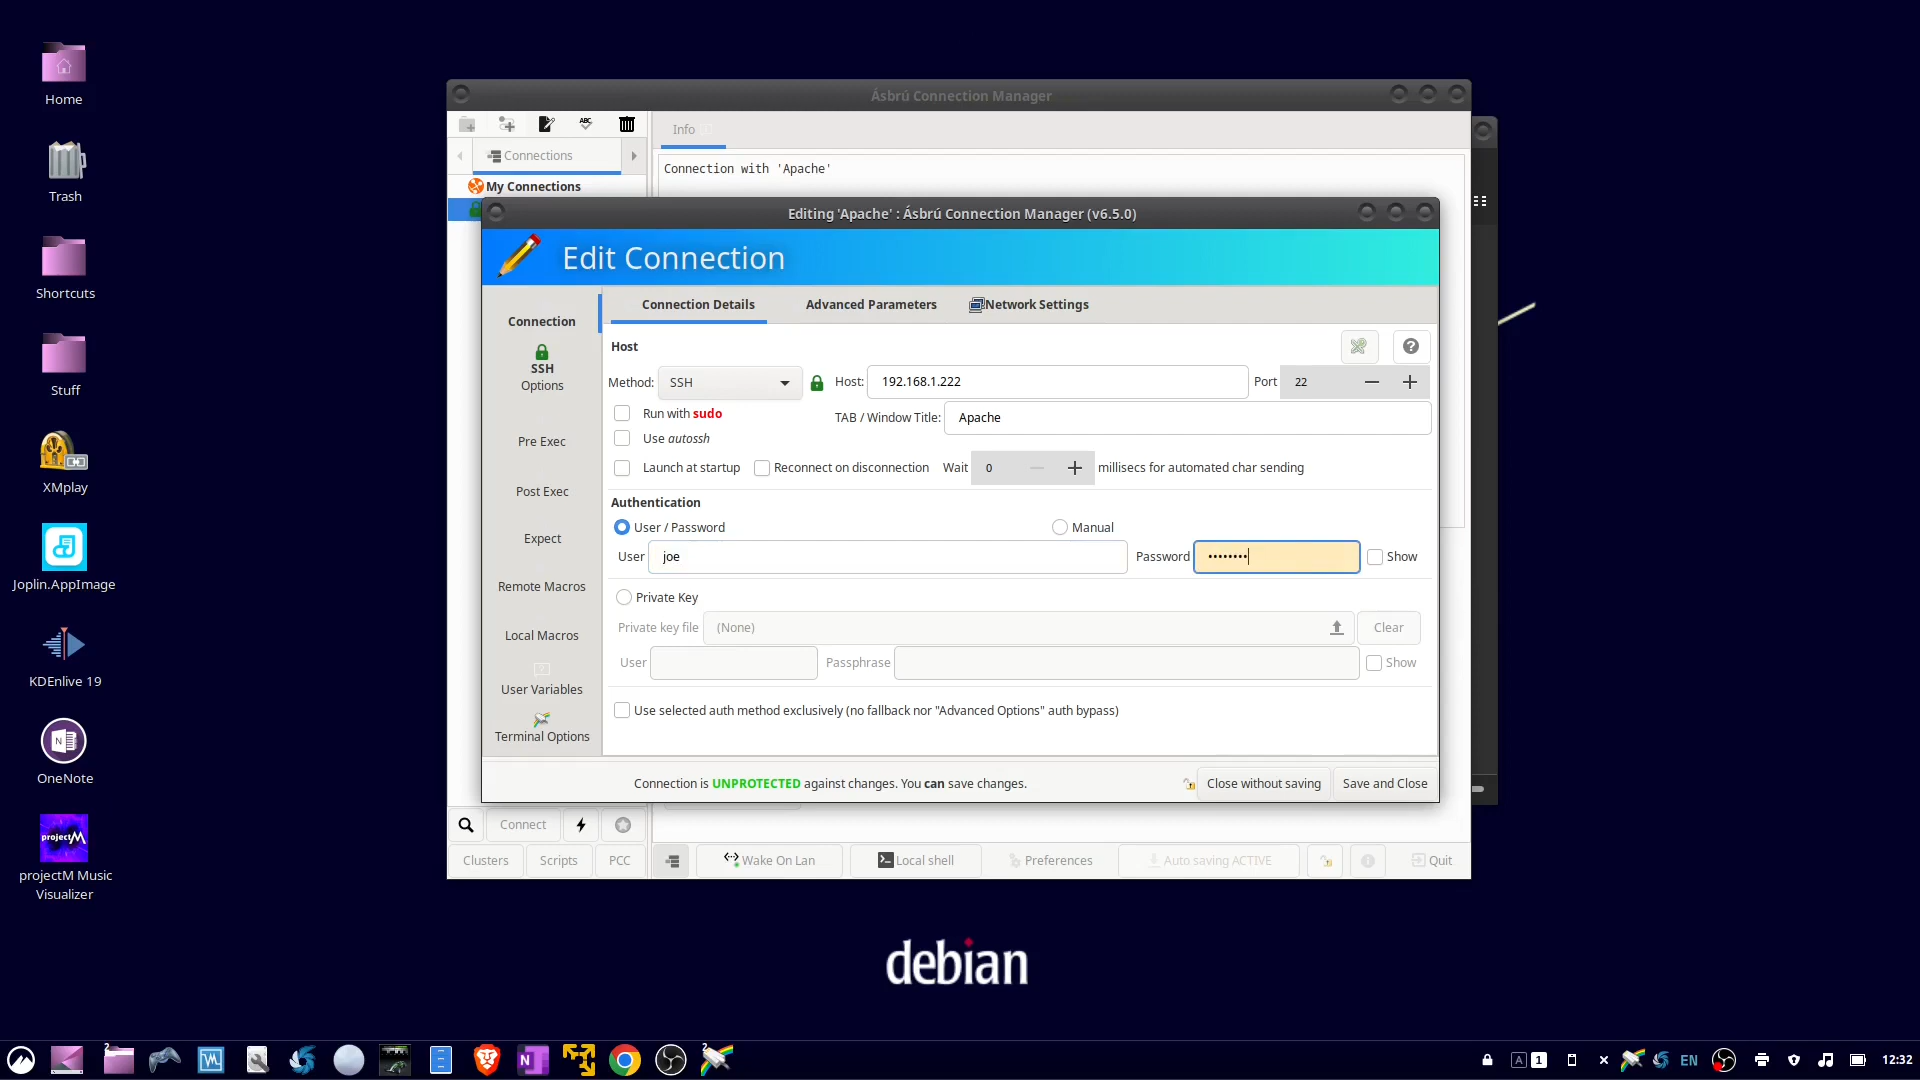 Home
Trash
Shortcuts
Stuff
XMplay
Joplin.AppImage
KDEnlive 19
OneNote
projectM
projectM Music
Visualizer
Ásbrú Connection Manager
Connections
My Connections
Info
Connection with 'Apache'
Editing 'Apache' : Ásbrú Connection Manager (v6.5.0)
Edit Connection
Connection
SSH
Options
Pre Exec
Post Exec
Expect
Remote Macros
Local Macros
User Variables
Terminal Options
Connection Details Advanced Parameters Network Settings
Host
Method: SSH Host: 192.168.1.222 Port 22
Run with sudo TAB / Window Title: Apache
Use autossh
Launch at startup Reconnect on disconnection Wait 0 millisecs for automated char sending
Authentication
User / Password Manual
User joe Password •••••••• Show
Private Key
Private key file (None) Clear
User Passphrase Show
Use selected auth method exclusively (no fallback nor "Advanced Options" auth bypass)
Connection is UNPROTECTED against changes. You can save changes. Close without saving Save and Close
Connect
Clusters Scripts PCC Wake On Lan Local shell Preferences Auto saving ACTIVE Quit
debian
2 2 A 1 EN 12:32